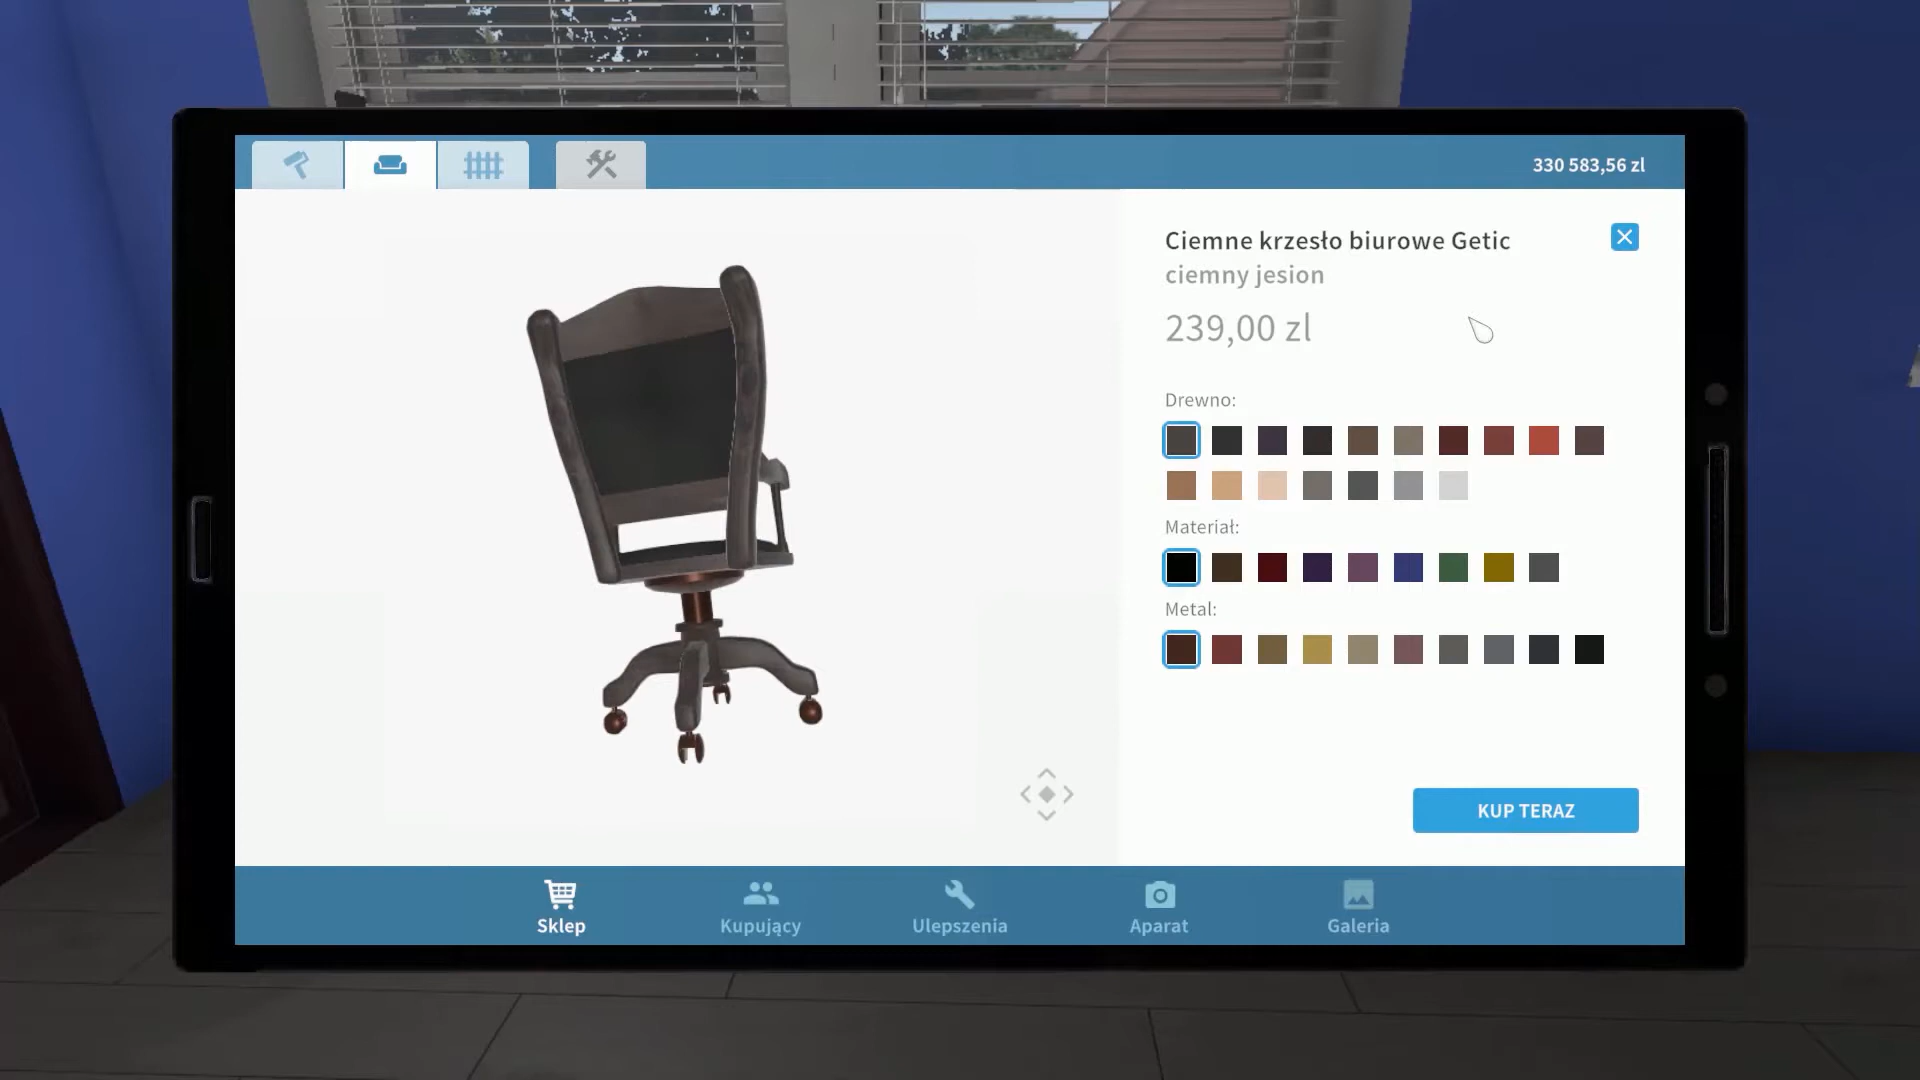 330 583,56 zl
Ciemne krzesło biurowe Getic
ciemny jesion
239,00 zl
Drewno:
Materiał:
Metal:
KUP TERAZ
Sklep
Kupujący
Ulepszenia
Aparat
Galeria